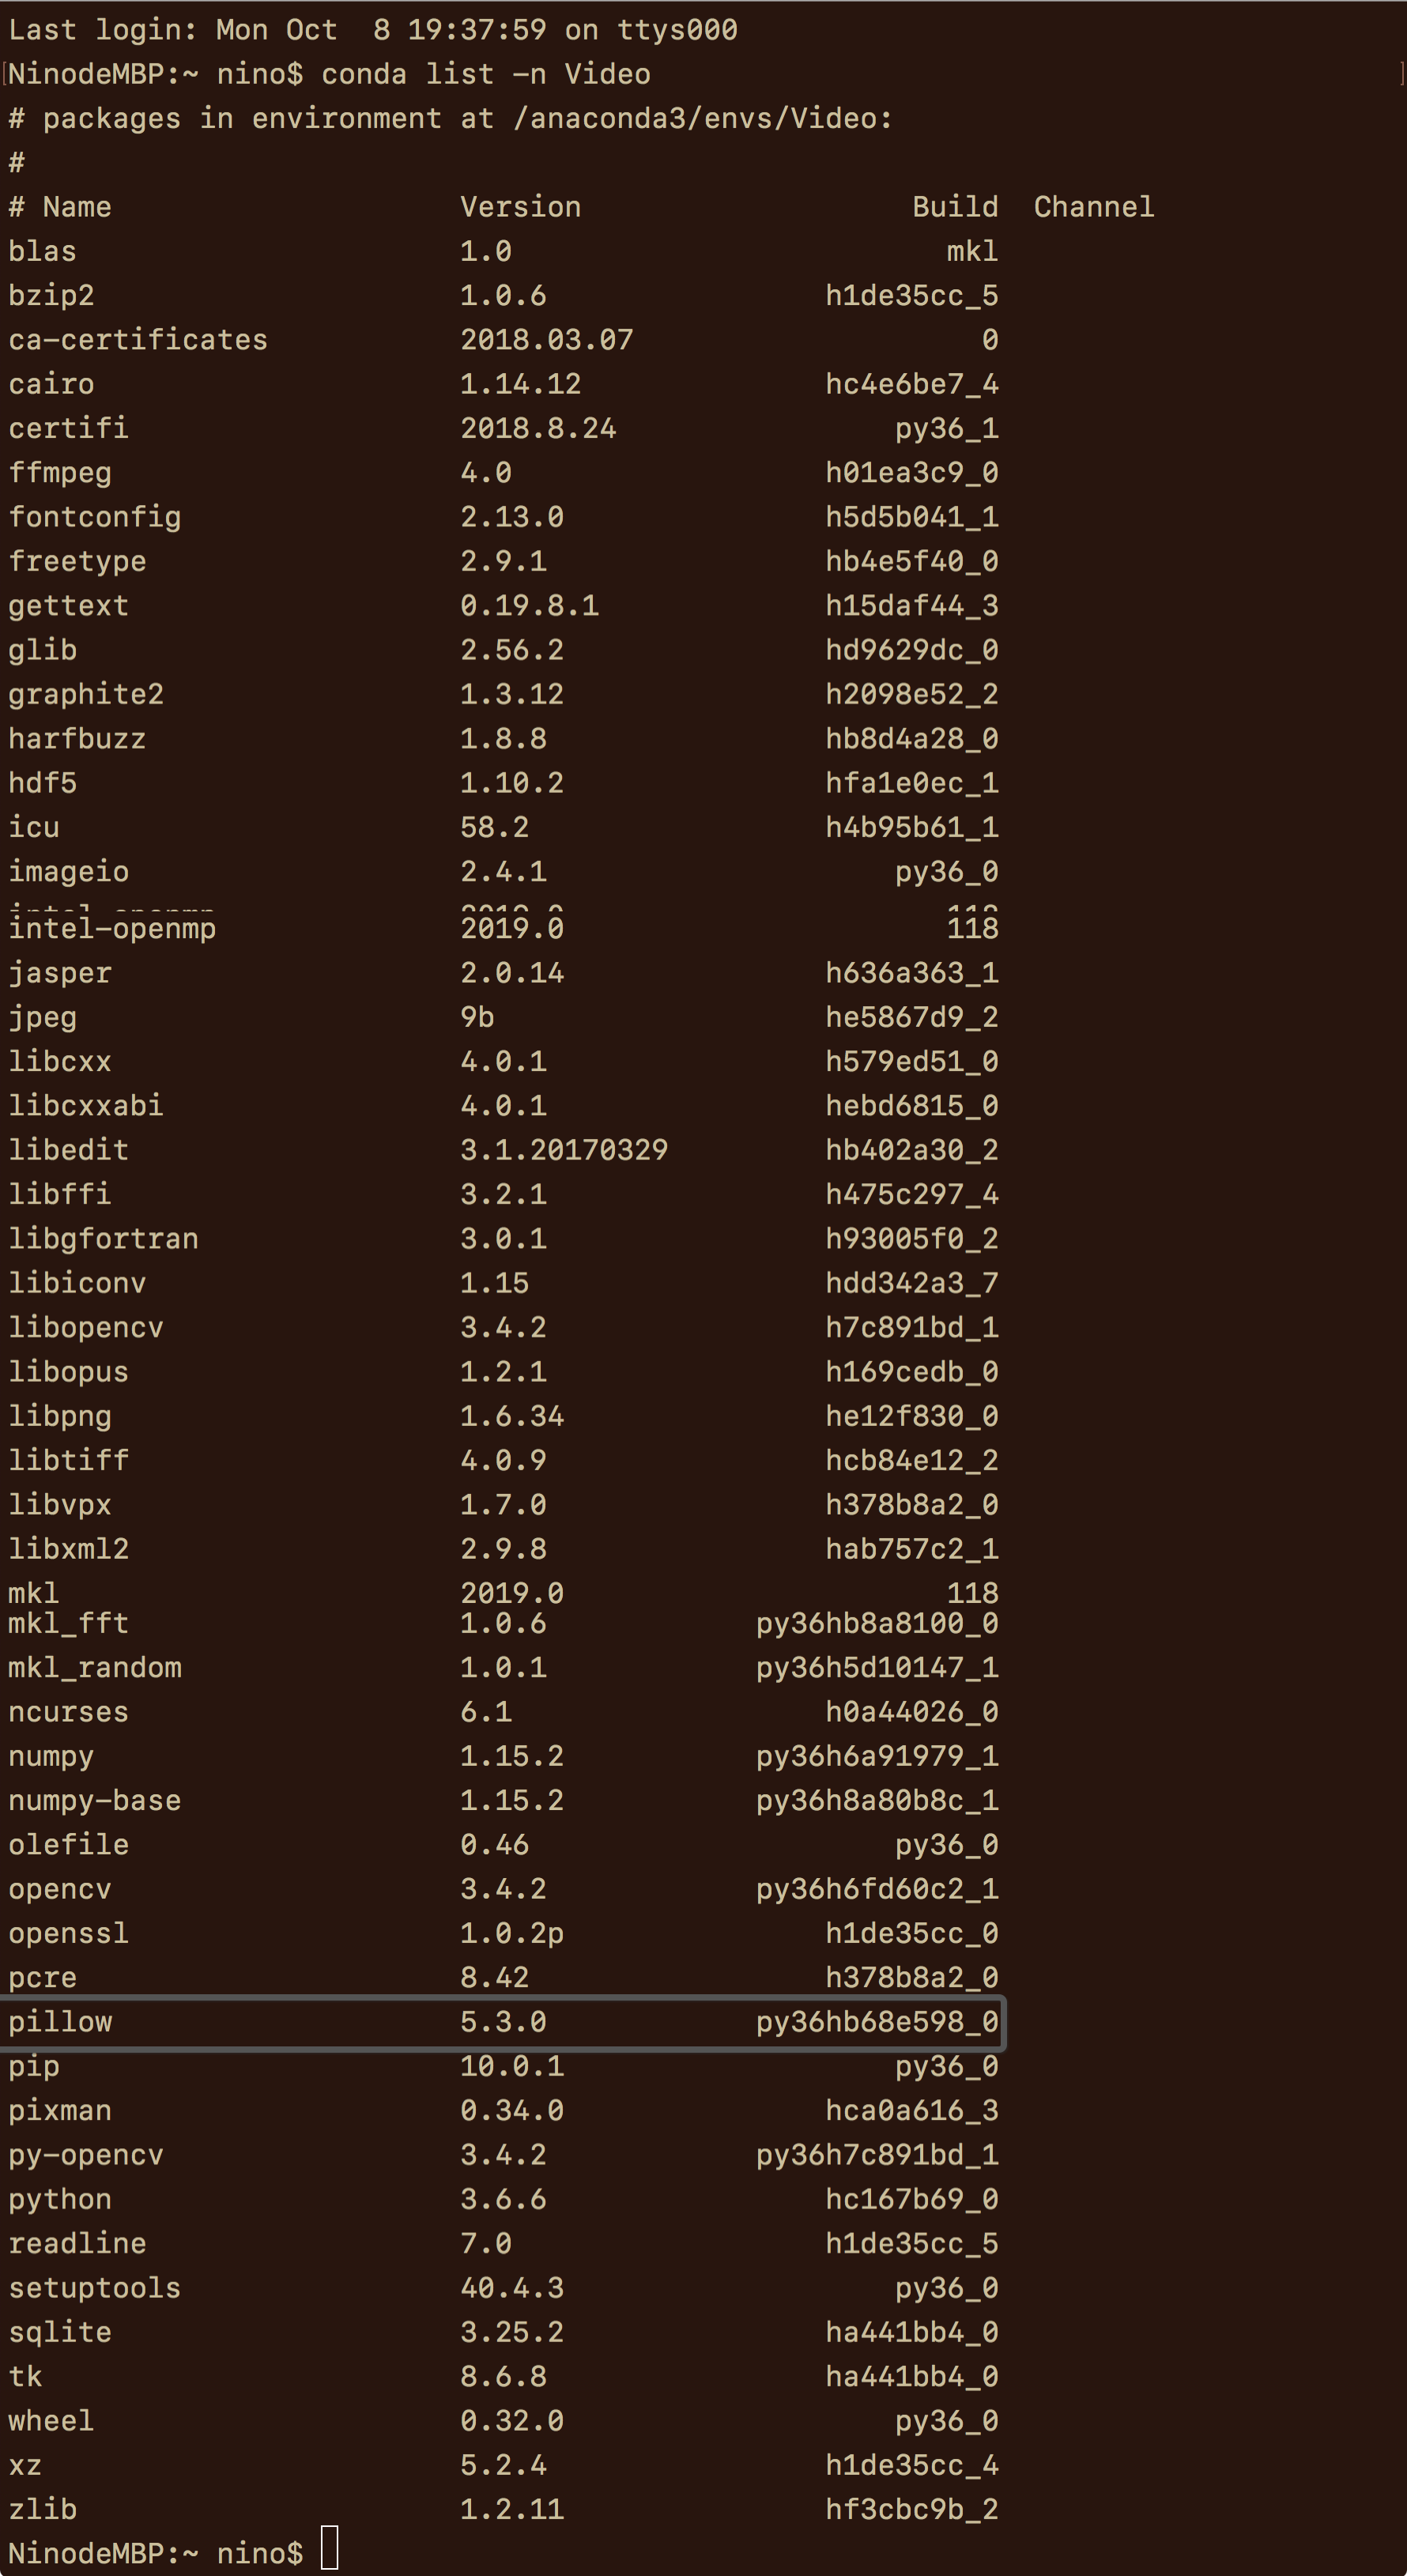 Last login: Mon Oct  8 19:37:59 on ttys000
[NinodeMBP:~ nino$ conda list -n Video ]
# packages in environment at /anaconda3/envs/Video:
#
# Name Version Build Channel
blas 1.0 mkl
bzip2 1.0.6 h1de35cc_5
ca-certificates 2018.03.07 0
cairo 1.14.12 hc4e6be7_4
certifi 2018.8.24 py36_1
ffmpeg 4.0 h01ea3c9_0
fontconfig 2.13.0 h5d5b041_1
freetype 2.9.1 hb4e5f40_0
gettext 0.19.8.1 h15daf44_3
glib 2.56.2 hd9629dc_0
graphite2 1.3.12 h2098e52_2
harfbuzz 1.8.8 hb8d4a28_0
hdf5 1.10.2 hfa1e0ec_1
icu 58.2 h4b95b61_1
imageio 2.4.1 py36_0
intel-openmp 2019.0 118
jasper 2.0.14 h636a363_1
jpeg 9b he5867d9_2
libcxx 4.0.1 h579ed51_0
libcxxabi 4.0.1 hebd6815_0
libedit 3.1.20170329 hb402a30_2
libffi 3.2.1 h475c297_4
libgfortran 3.0.1 h93005f0_2
libiconv 1.15 hdd342a3_7
libopencv 3.4.2 h7c891bd_1
libopus 1.2.1 h169cedb_0
libpng 1.6.34 he12f830_0
libtiff 4.0.9 hcb84e12_2
libvpx 1.7.0 h378b8a2_0
libxml2 2.9.8 hab757c2_1
mkl 2019.0 118
mkl_fft 1.0.6 py36hb8a8100_0
mkl_random 1.0.1 py36h5d10147_1
ncurses 6.1 h0a44026_0
numpy 1.15.2 py36h6a91979_1
numpy-base 1.15.2 py36h8a80b8c_1
olefile 0.46 py36_0
opencv 3.4.2 py36h6fd60c2_1
openssl 1.0.2p h1de35cc_0
pcre 8.42 h378b8a2_0
pillow 5.3.0 py36hb68e598_0
pip 10.0.1 py36_0
pixman 0.34.0 hca0a616_3
py-opencv 3.4.2 py36h7c891bd_1
python 3.6.6 hc167b69_0
readline 7.0 h1de35cc_5
setuptools 40.4.3 py36_0
sqlite 3.25.2 ha441bb4_0
tk 8.6.8 ha441bb4_0
wheel 0.32.0 py36_0
xz 5.2.4 h1de35cc_4
zlib 1.2.11 hf3cbc9b_2
NinodeMBP:~ nino$